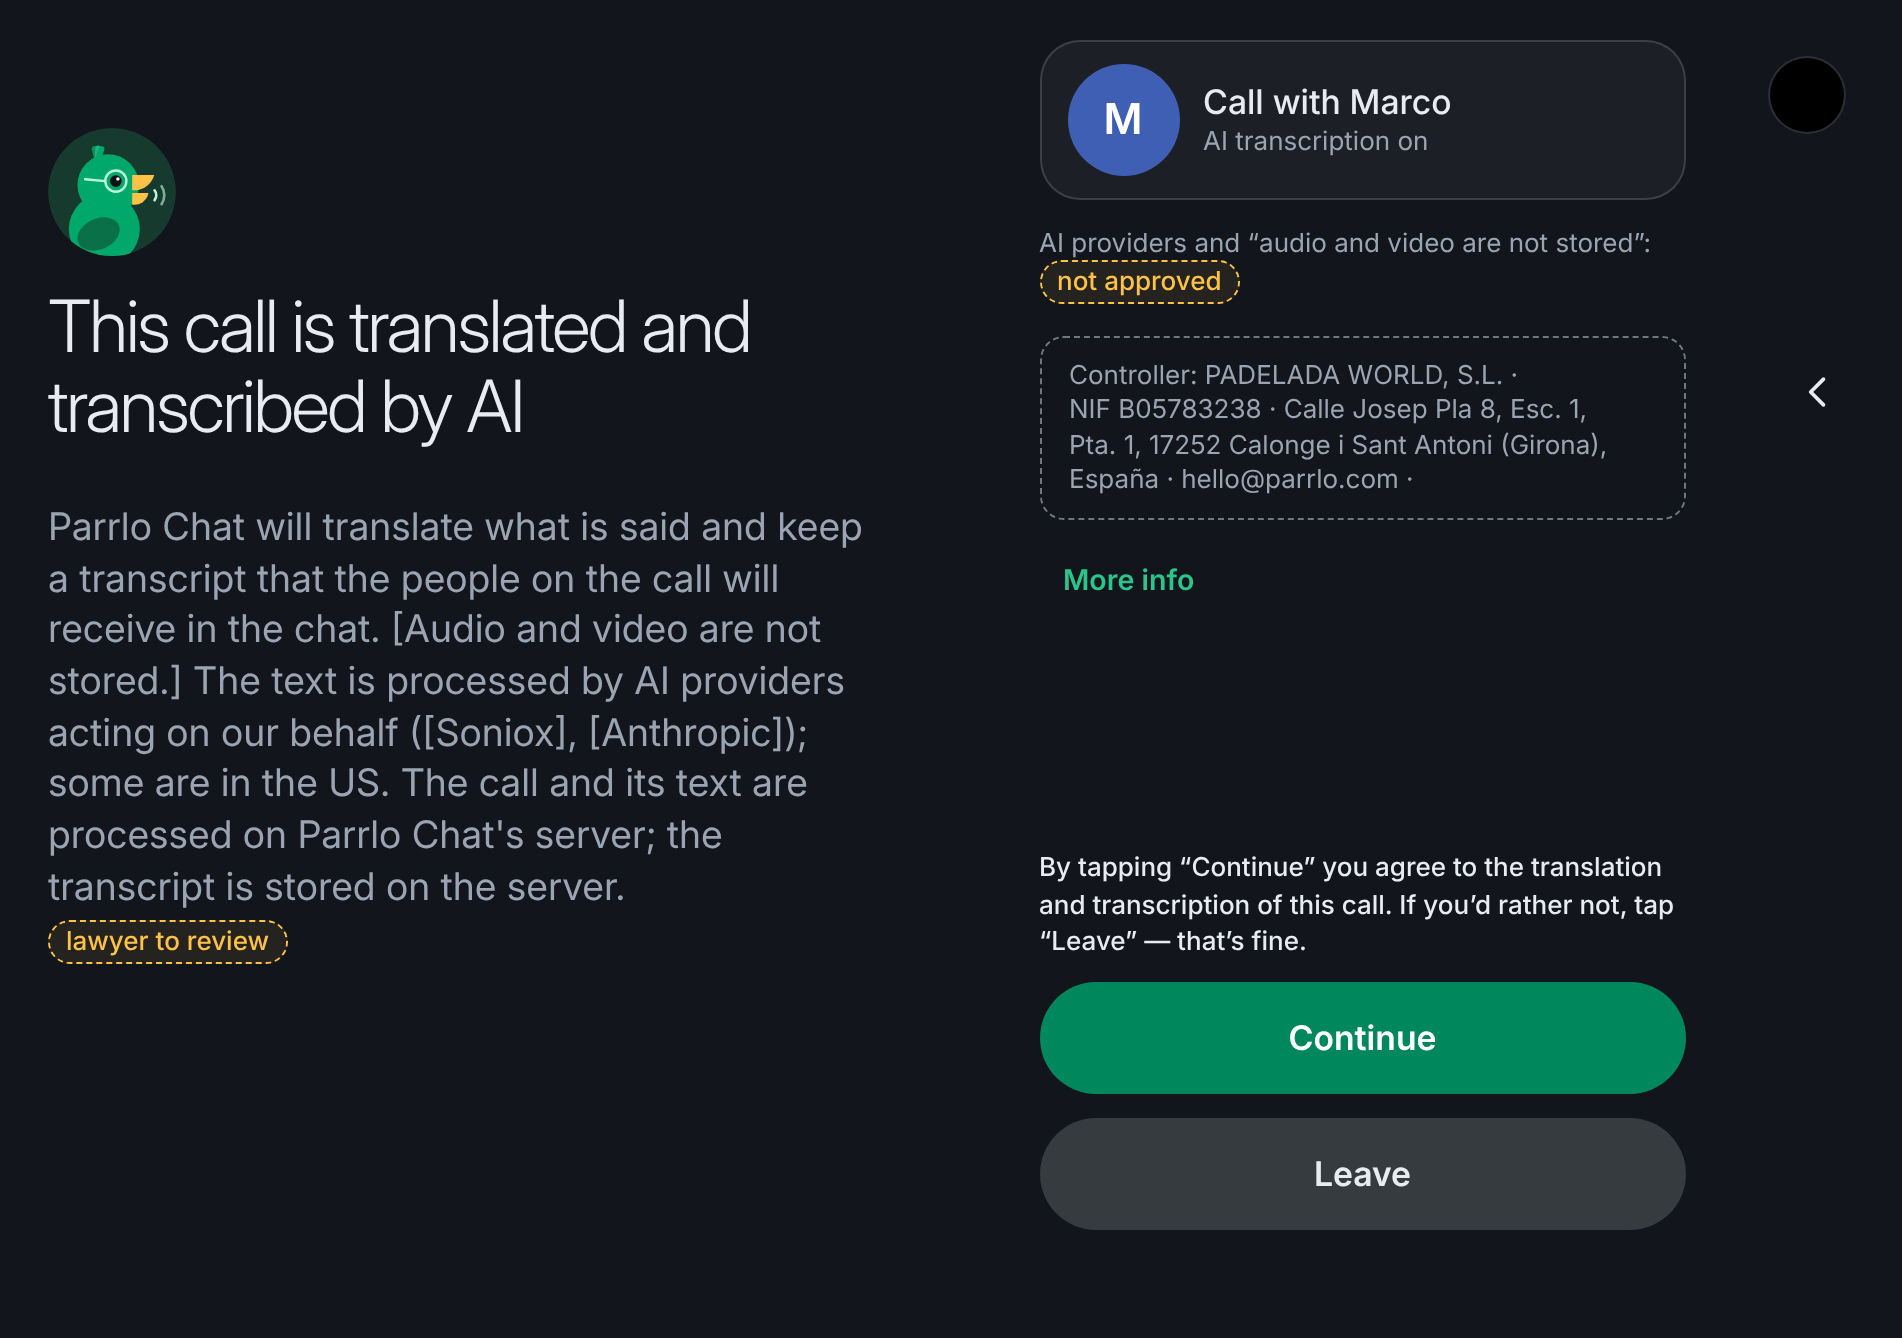 This call is translated and
transcribed by AI
Parrlo Chat will translate what is said and keep
a transcript that the people on the call will
receive in the chat. [Audio and video are not
stored.] The text is processed by AI providers
acting on our behalf ([Soniox], [Anthropic]);
some are in the US. The call and its text are
processed on Parrlo Chat's server; the
transcript is stored on the server.
lawyer to review
M
Call with Marco
AI transcription on
AI providers and “audio and video are not stored”:
not approved
Controller: PADELADA WORLD, S.L. ·
NIF B05783238 · Calle Josep Pla 8, Esc. 1,
Pta. 1, 17252 Calonge i Sant Antoni (Girona),
España · hello@parrlo.com ·
More info
By tapping “Continue” you agree to the translation
and transcription of this call. If you’d rather not, tap
“Leave” — that’s fine.
Continue
Leave